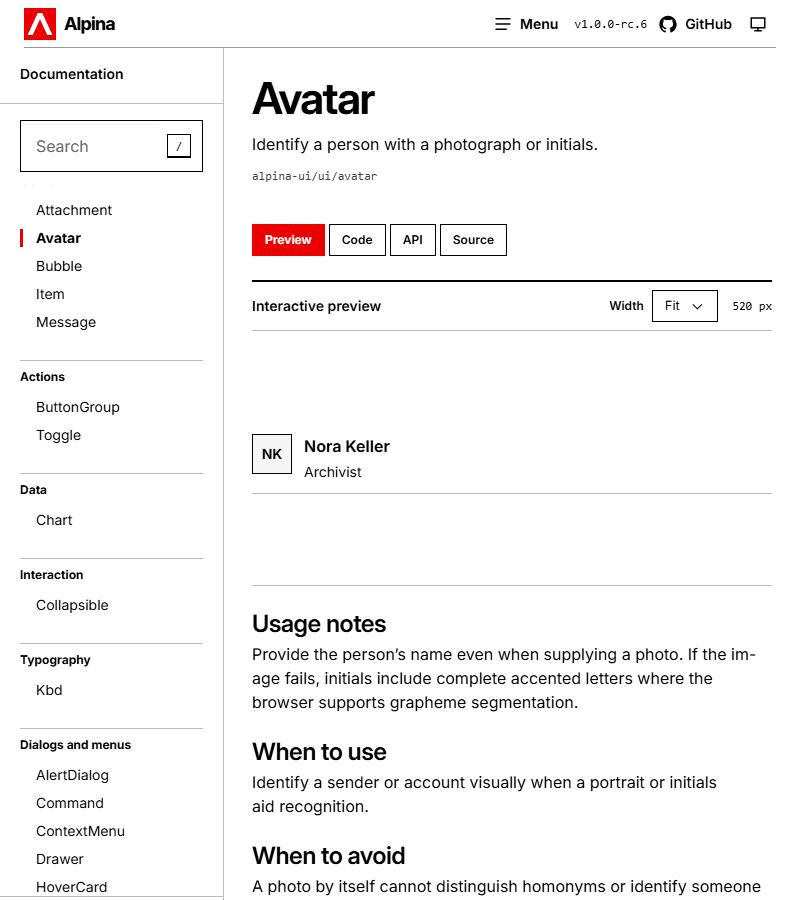 Alpina
Menu
v1.0.0-rc.6
GitHub
Documentation
Search
/
Attachment
Avatar
Bubble
Item
Message
Actions
ButtonGroup
Toggle
Data
Chart
Interaction
Collapsible
Typography
Kbd
Dialogs and menus
AlertDialog
Command
ContextMenu
Drawer
HoverCard
Avatar
Identify a person with a photograph or initials.
alpina-ui/ui/avatar
Preview
Code
API
Source
Interactive preview
Width
Fit
520 px
NK
Nora Keller
Archivist
Usage notes
Provide the person’s name even when supplying a photo. If the im-
age fails, initials include complete accented letters where the
browser supports grapheme segmentation.
When to use
Identify a sender or account visually when a portrait or initials
aid recognition.
When to avoid
A photo by itself cannot distinguish homonyms or identify someone